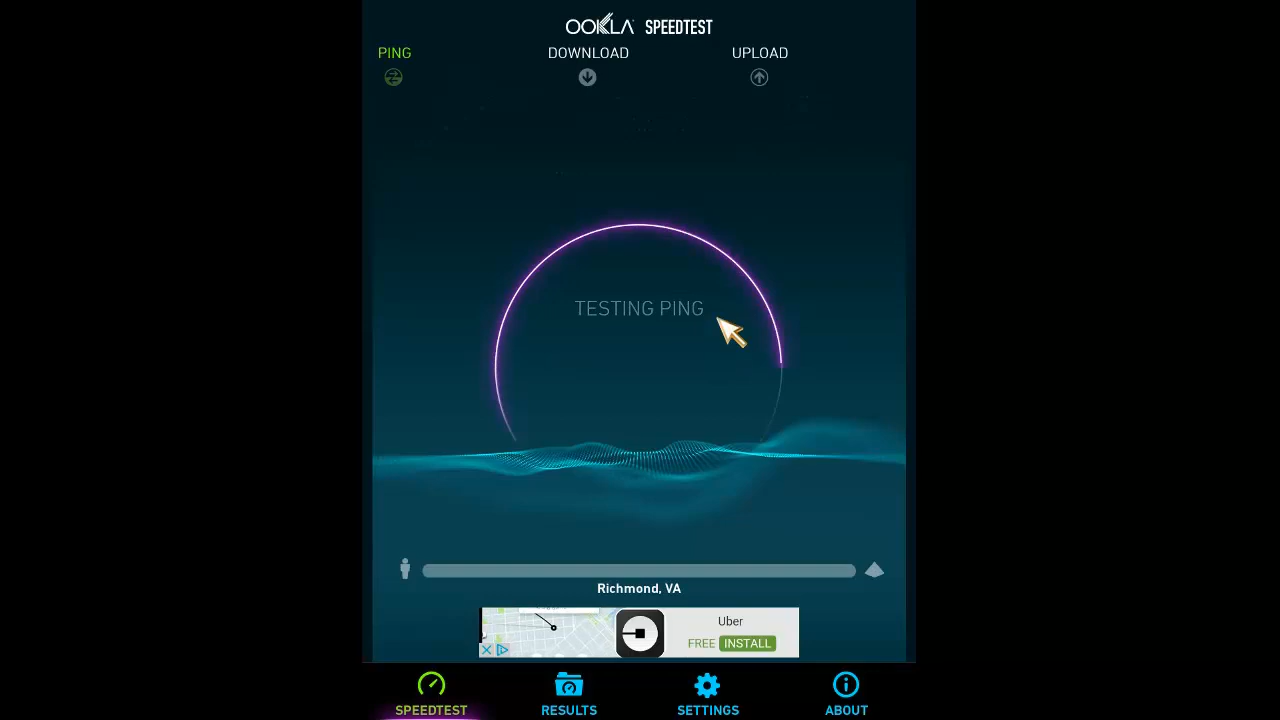 OOKLA SPEEDTEST
PING DOWNLOAD UPLOAD
TESTING PING
Richmond, VA
Uber
FREE INSTALL
SPEEDTEST RESULTS SETTINGS ABOUT